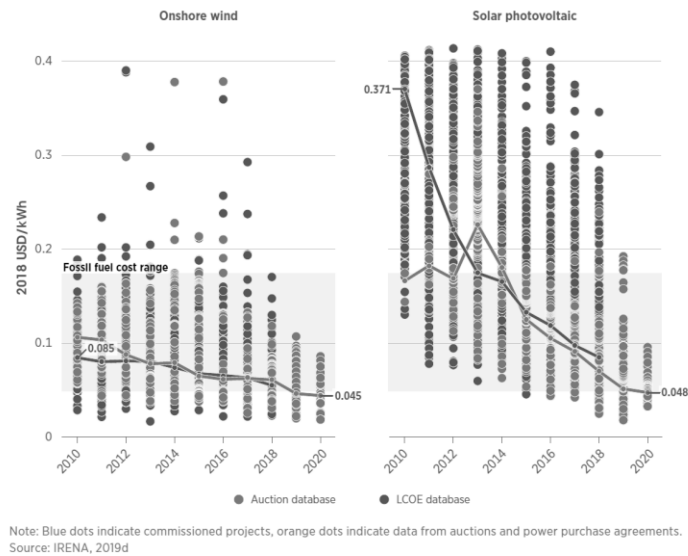 Onshore wind
Solar photovoltaic
2018 USD/kWh
0.4
0.3
0.2
0.1
0
Fossil fuel cost range
0.085
0.045
0.371
0.048
2010 2012 2014 2016 2018 2020
2010 2012 2014 2016 2018 2020
Auction database LCOE database
Note: Blue dots indicate commissioned projects, orange dots indicate data from auctions and power purchase agreements.
Source: IRENA, 2019d